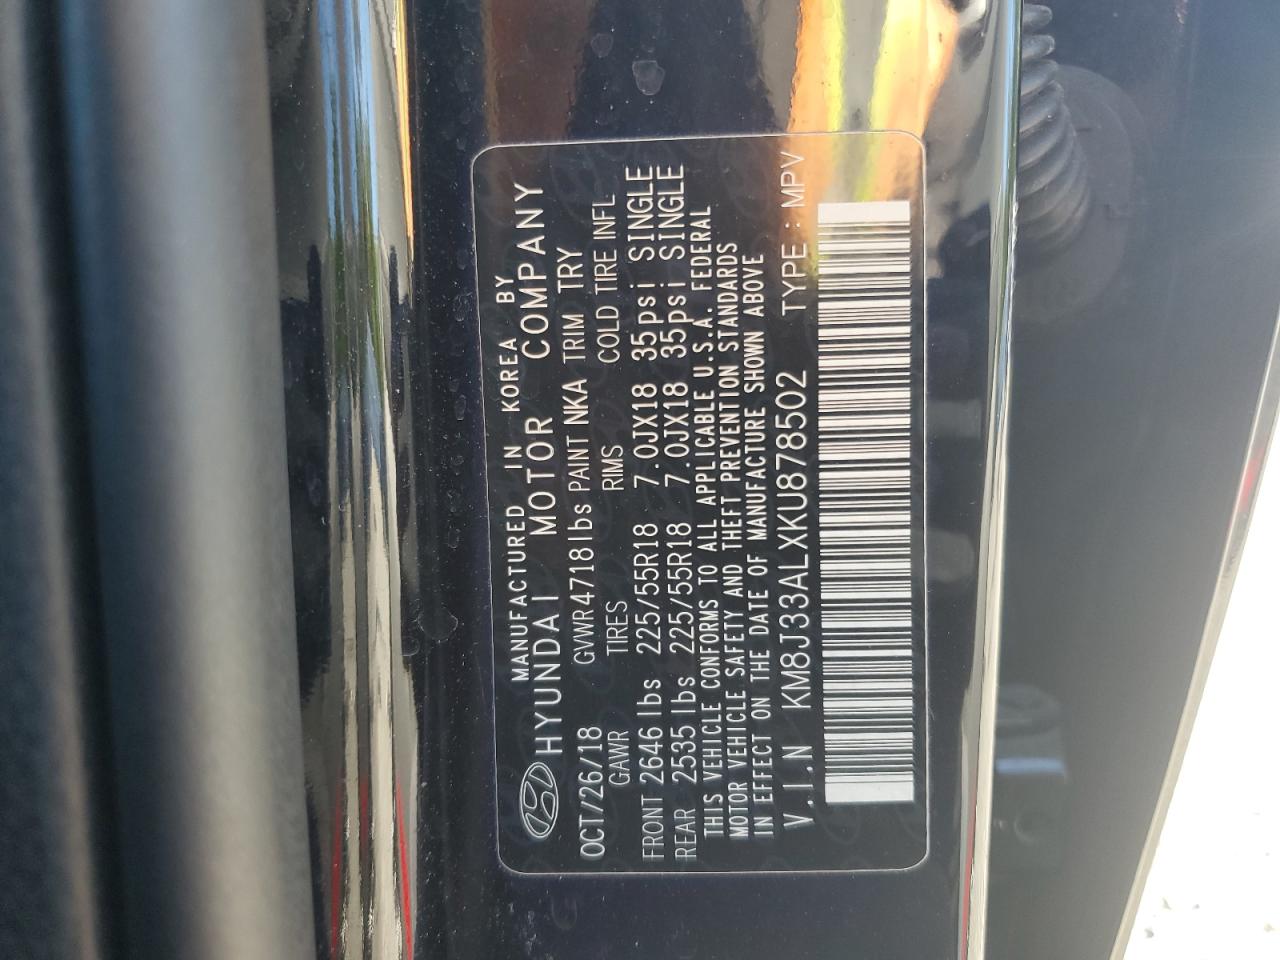 MANUFACTURED IN KOREA BY
HYUNDAI MOTOR COMPANY
OCT/26/18 GVWR 4718lbs PAINT NKA TRIM TRY
GAWR TIRES RIMS COLD TIRE INFL
FRONT 2646 lbs 225/55R18 7.0JX18 35psi SINGLE
REAR 2535 lbs 225/55R18 7.0JX18 35psi SINGLE
THIS VEHICLE CONFORMS TO ALL APPLICABLE U.S.A. FEDERAL
MOTOR VEHICLE SAFETY AND THEFT PREVENTION STANDARDS
IN EFFECT ON THE DATE OF MANUFACTURE SHOWN ABOVE
V.I.N KM8J33ALXKU878502 TYPE : MPV